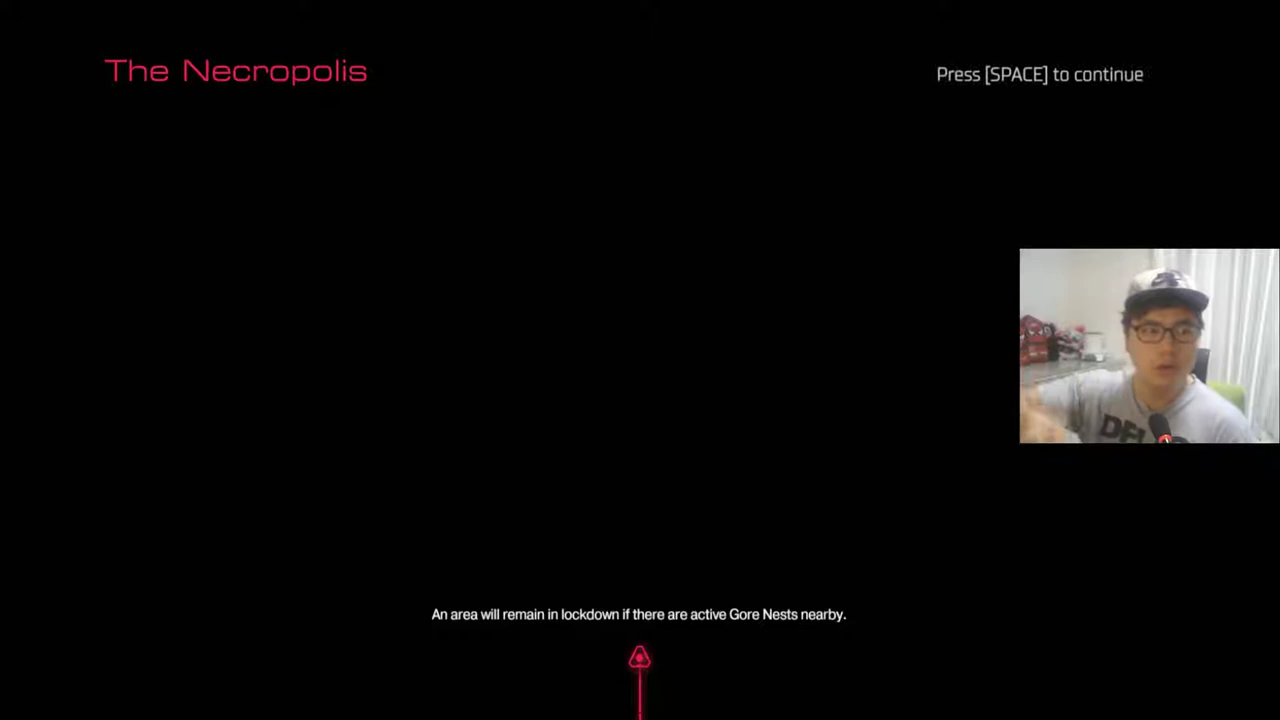 The Necropolis
Press [SPACE] to continue
An area will remain in lockdown if there are active Gore Nests nearby.